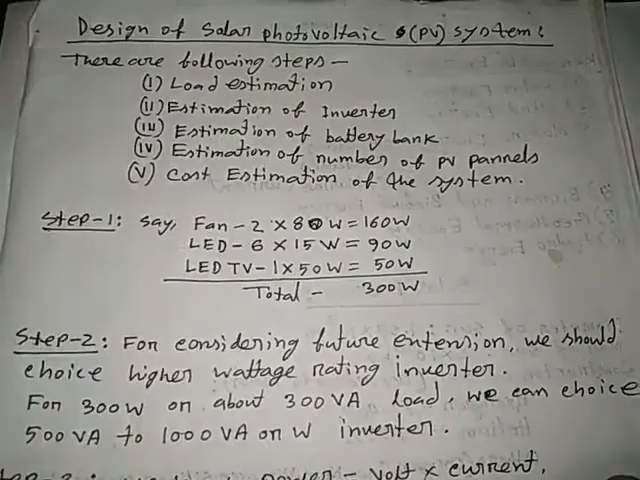 Design of Solar photovoltaic (PV) system:
There are following steps—
(I) Load estimation
(II) Estimation of Inverter
(III) Estimation of battery bank
(IV) Estimation of number of PV pannels
(V) Cost Estimation of the system.
Step-1: Say, Fan-2 × 80 W = 160W
LED-6 × 15 W = 90W
LED TV-1 × 50 W = 50W
Total - 300W
Step-2: For considering future entension, we should
choice higher wattage rating inverter.
For 300W or about 300 VA load, we can choice
500 VA to 1000 VA or W inverter.
power = volt × current,